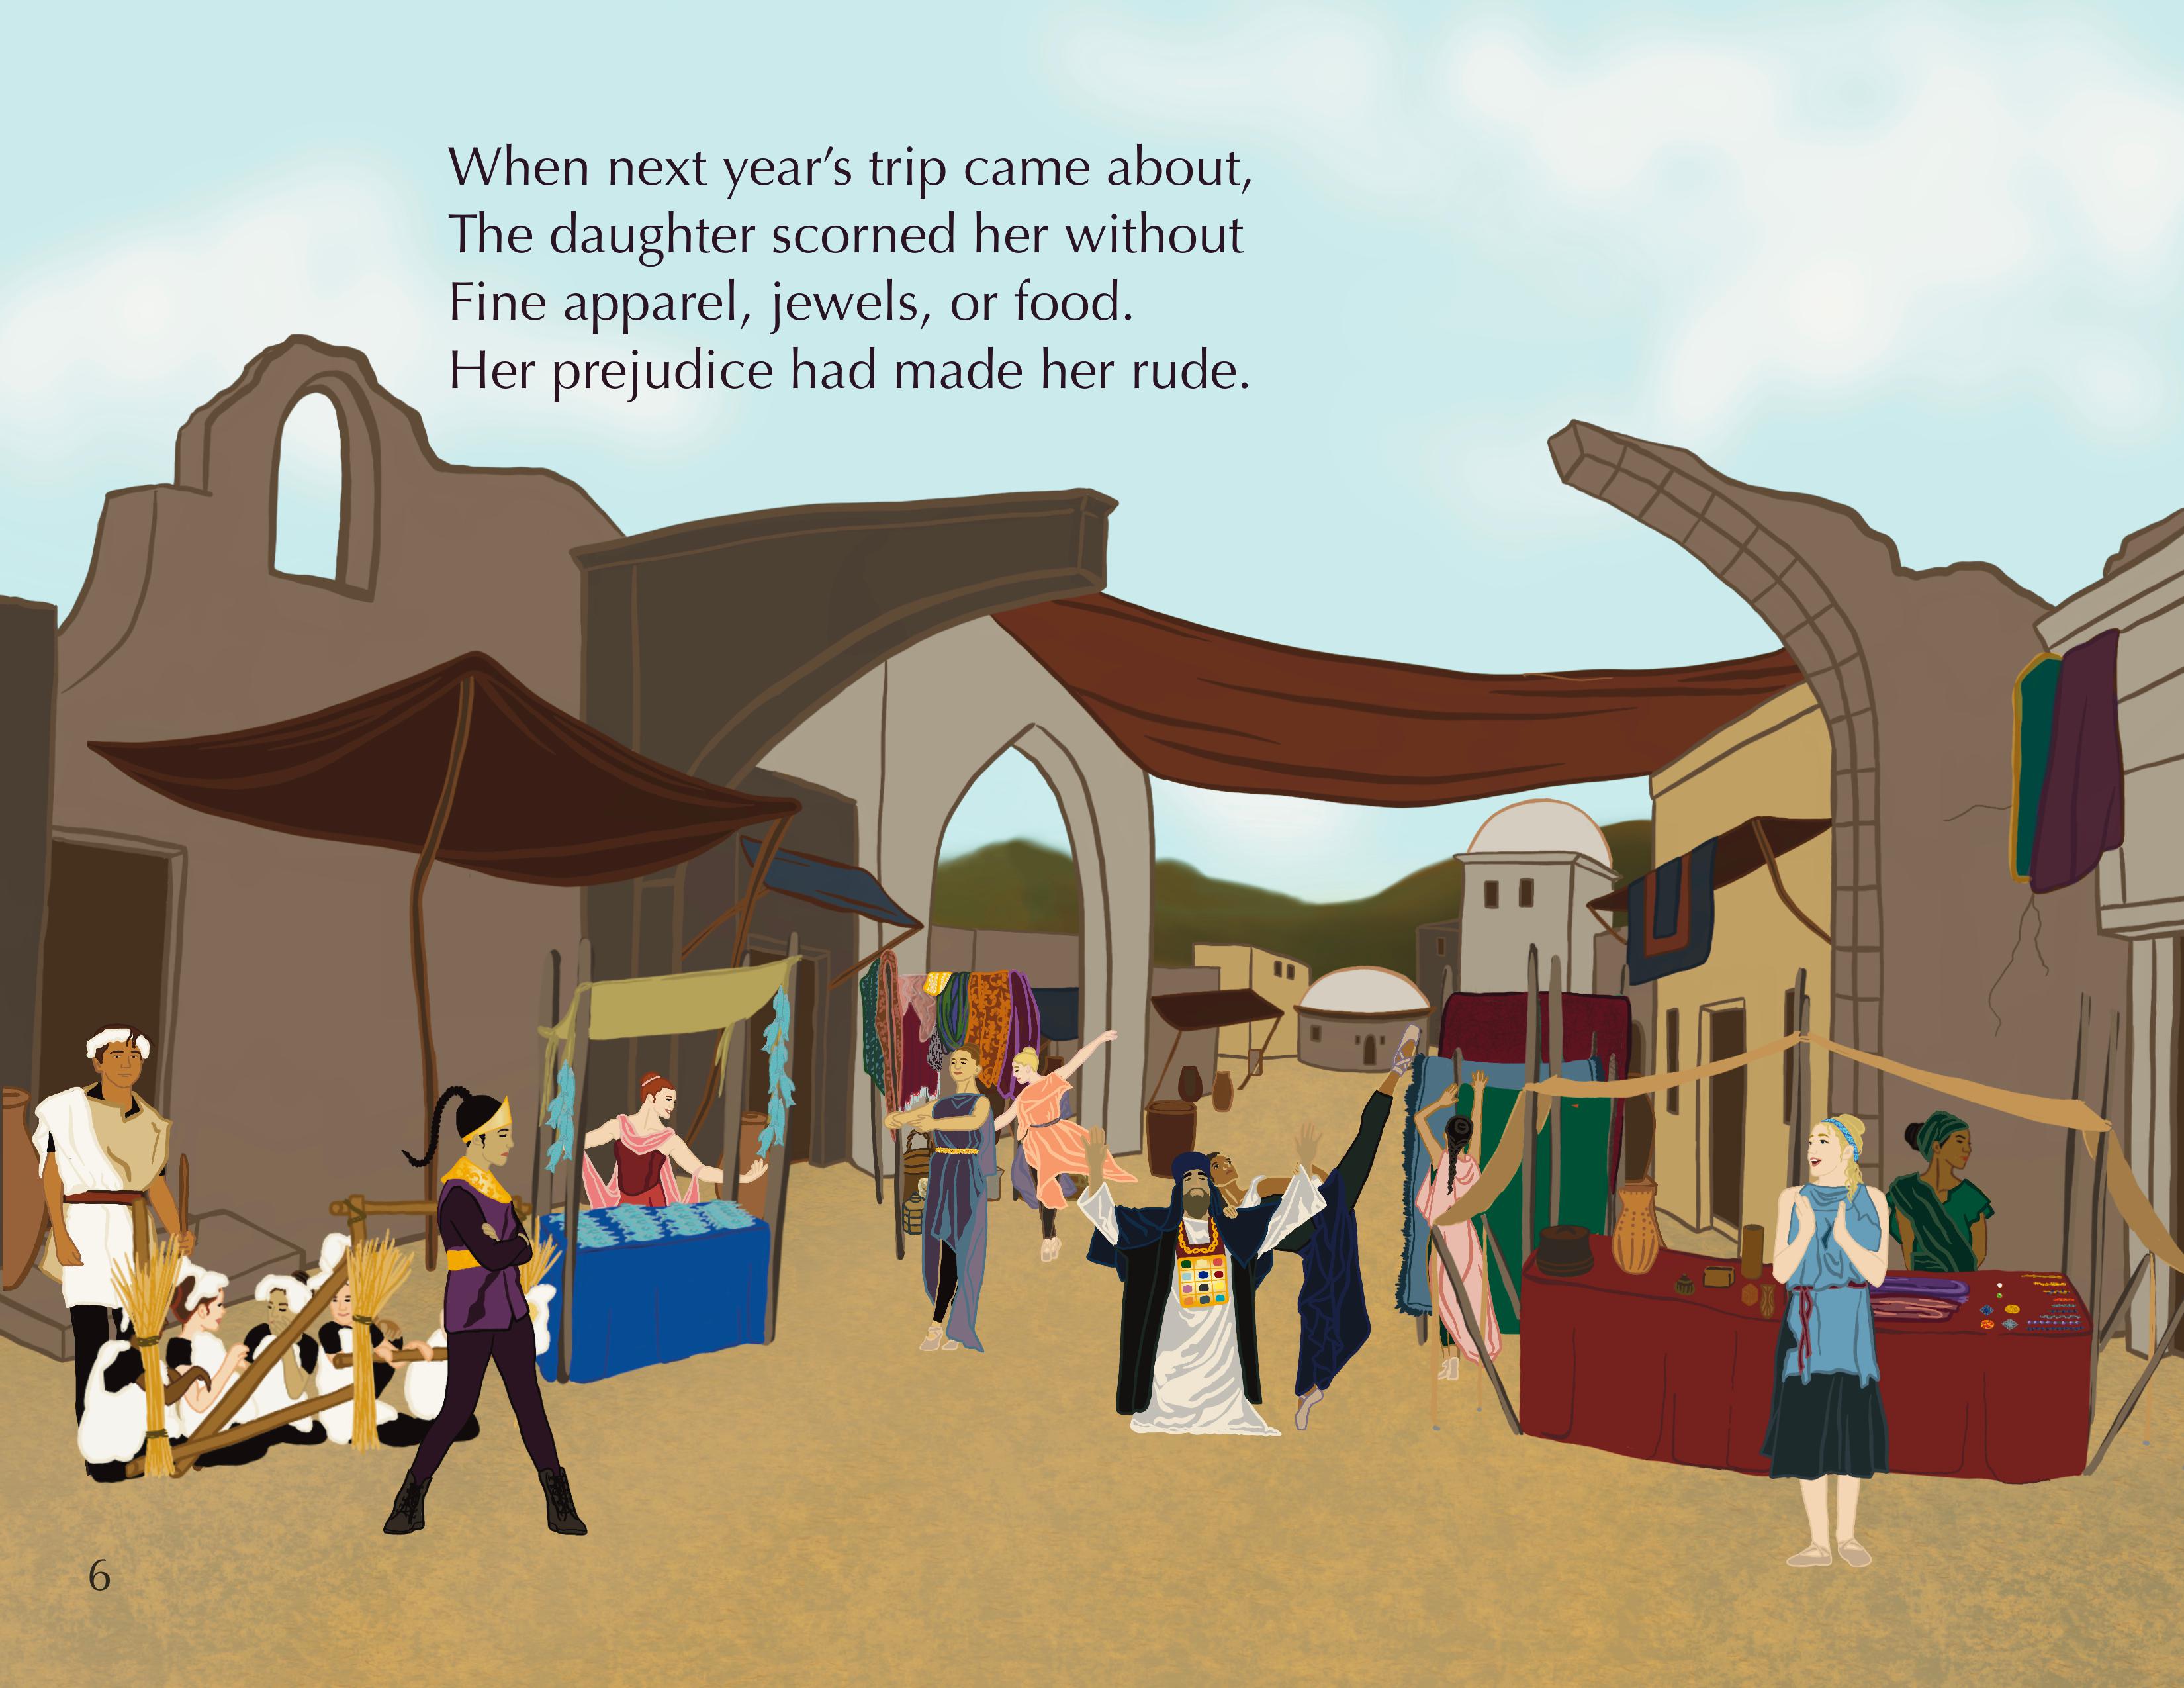 When next year’s trip came about,
The daughter scorned her without
Fine apparel, jewels, or food.
Her prejudice had made her rude.
6